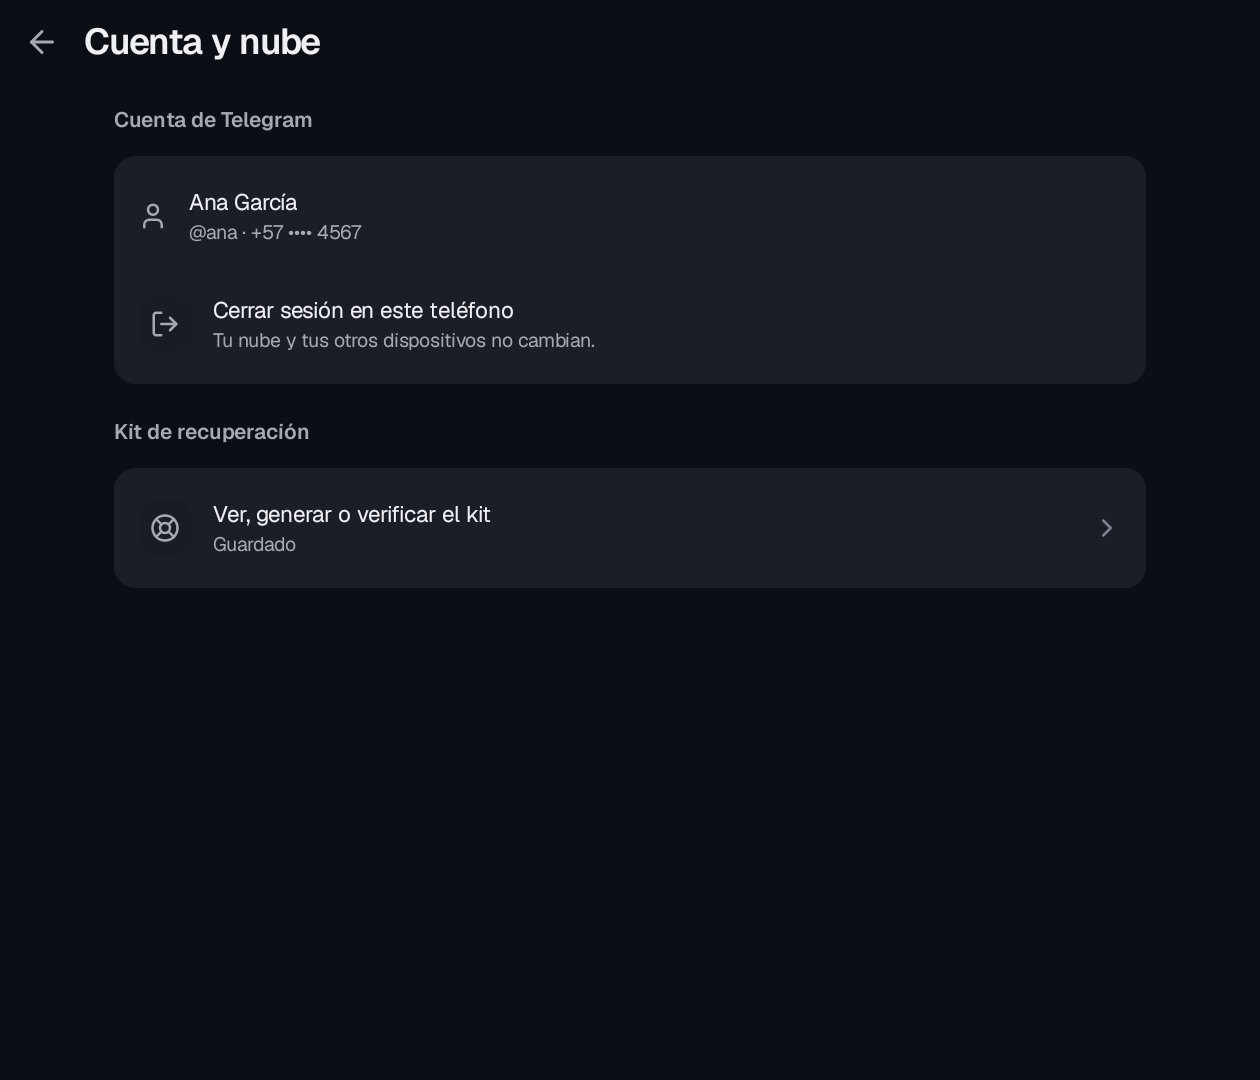 Cuenta y nube
Cuenta de Telegram
Ana García
@ana · +57 •••• 4567
Cerrar sesión en este teléfono
Tu nube y tus otros dispositivos no cambian.
Kit de recuperación
Ver, generar o verificar el kit
Guardado